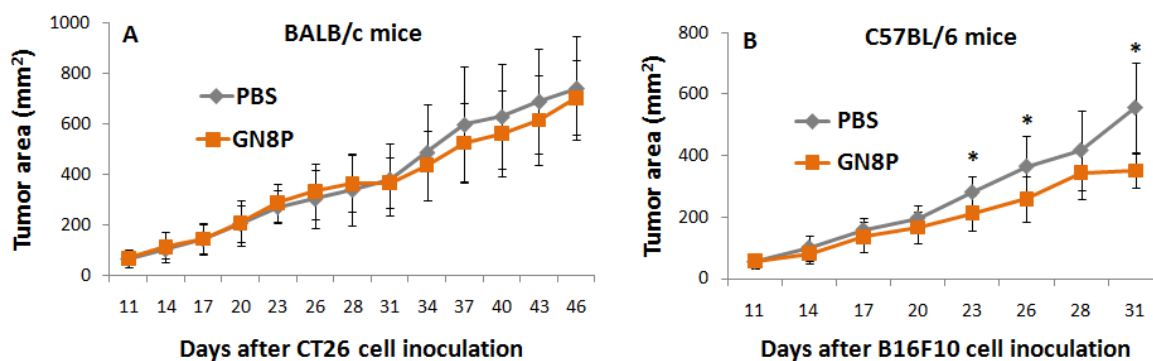 A BALB/c mice
1000
800
600
400
200
0
Tumor area (mm²)
PBS
GN8P
11 14 17 20 23 26 28 31 34 37 40 43 46
Days after CT26 cell inoculation
B C57BL/6 mice
800
600
400
200
0
Tumor area (mm²)
PBS
GN8P
* * *
11 14 17 20 23 26 28 31
Days after B16F10 cell inoculation